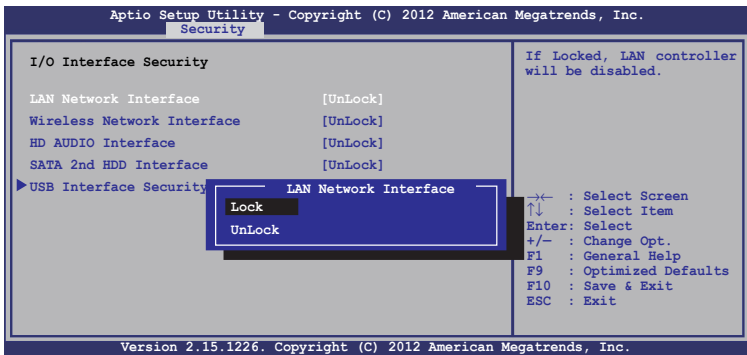 Aptio Setup Utility - Copyright (C) 2012 American Megatrends, Inc.
Security
I/O Interface Security
LAN Network Interface [UnLock]
Wireless Network Interface [UnLock]
HD AUDIO Interface [UnLock]
SATA 2nd HDD Interface [UnLock]
USB Interface Security
LAN Network Interface
Lock
UnLock
If Locked, LAN controller
will be disabled.
→← : Select Screen
↑↓ : Select Item
Enter: Select
+/— : Change Opt.
F1 : General Help
F9 : Optimized Defaults
F10 : Save & Exit
ESC : Exit
Version 2.15.1226. Copyright (C) 2012 American Megatrends, Inc.